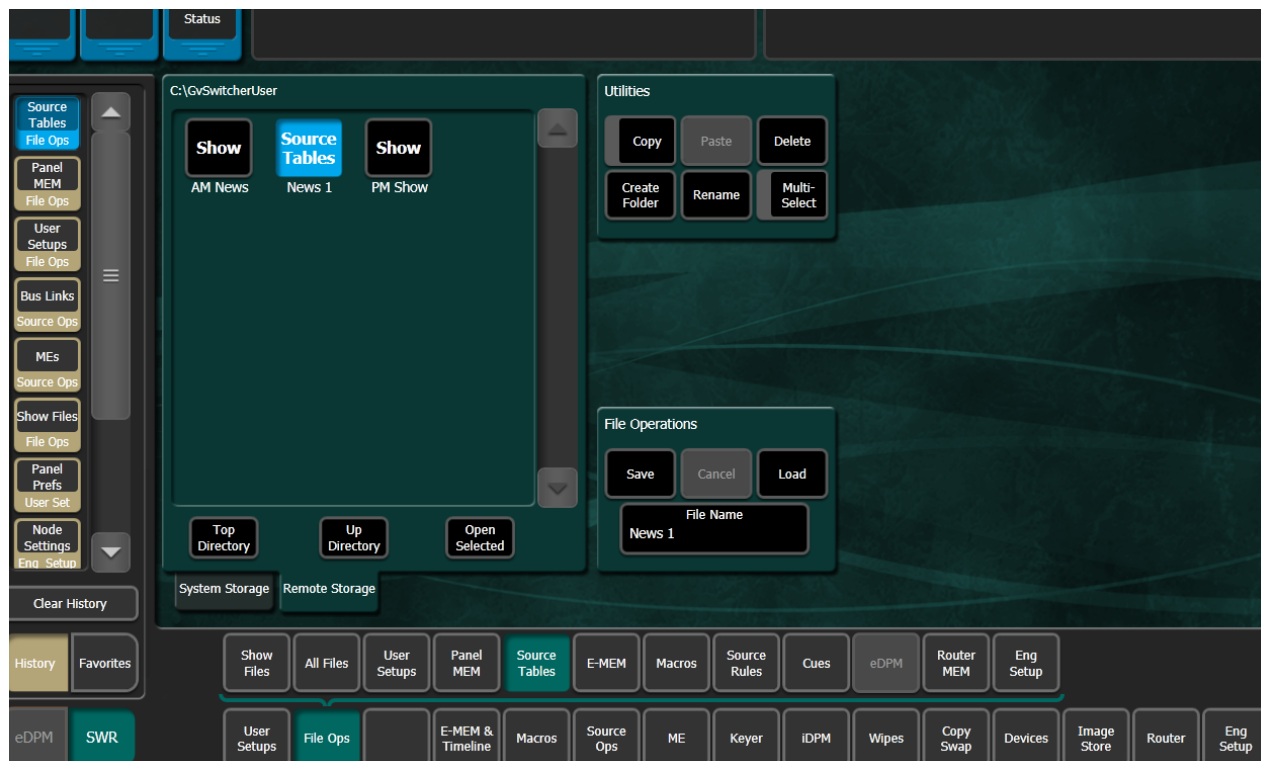 Status
Source
Tables
File Ops
Panel
MEM
File Ops
User
Setups
File Ops
Bus Links
Source Ops
MEs
Source Ops
Show Files
File Ops
Panel
Prefs
User Set
Node
Settings
Eng Setup
Clear History
History
Favorites
eDPM
SWR
C:\GvSwitcherUser
Show
Source
Tables
Show
AM News
News 1
PM Show
Top
Directory
Up
Directory
Open
Selected
System Storage
Remote Storage
Utilities
Copy
Paste
Delete
Create
Folder
Rename
Multi-
Select
File Operations
Save
Cancel
Load
File Name
News 1
Show
Files
All Files
User
Setups
Panel
MEM
Source
Tables
E-MEM
Macros
Source
Rules
Cues
eDPM
Router
MEM
Eng
Setup
User
Setups
File Ops
E-MEM &
Timeline
Macros
Source
Ops
ME
Keyer
iDPM
Wipes
Copy
Swap
Devices
Image
Store
Router
Eng
Setup